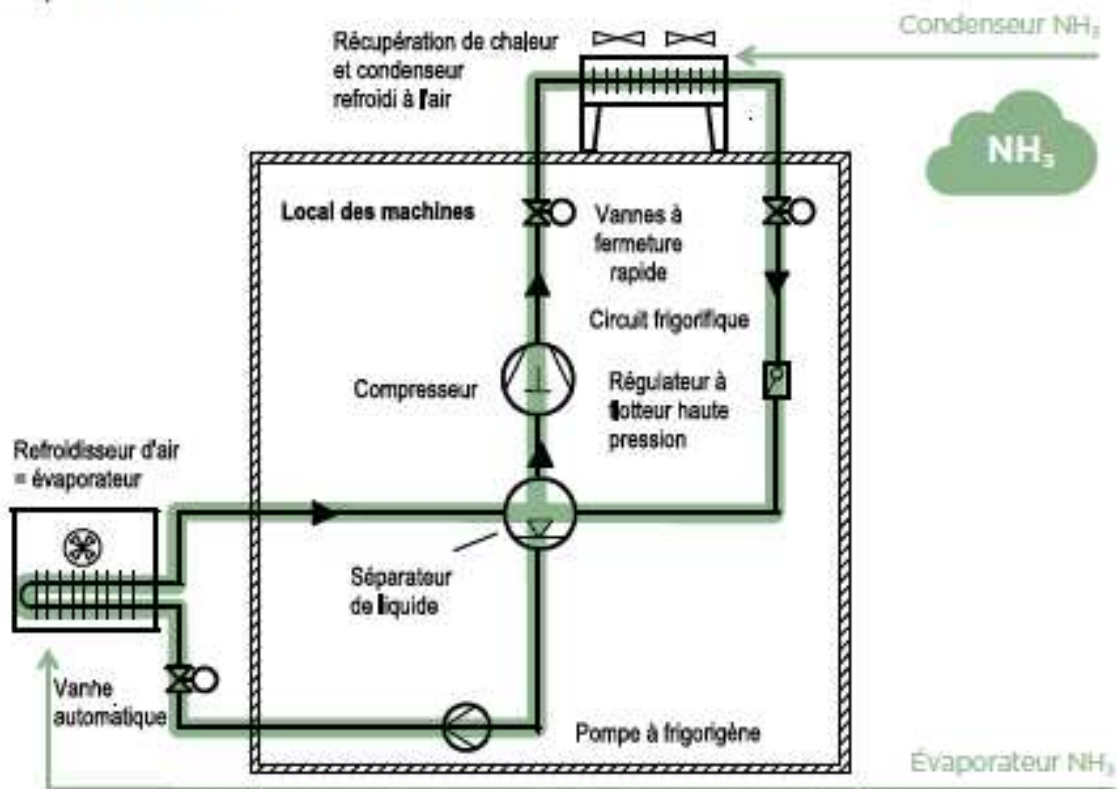 Condenseur NH₃
Récupération de chaleur
et condenseur
refroidi à l'air
NH₃
Local des machines
Vannes à
fermeture
rapide
Circuit frigorifique
Compresseur
Régulateur à
flotteur haute
pression
Refroidisseur d'air
= évaporateur
Séparateur
de liquide
Vanhe
automatique
Pompe à frigorigène
Évaporateur NH₃